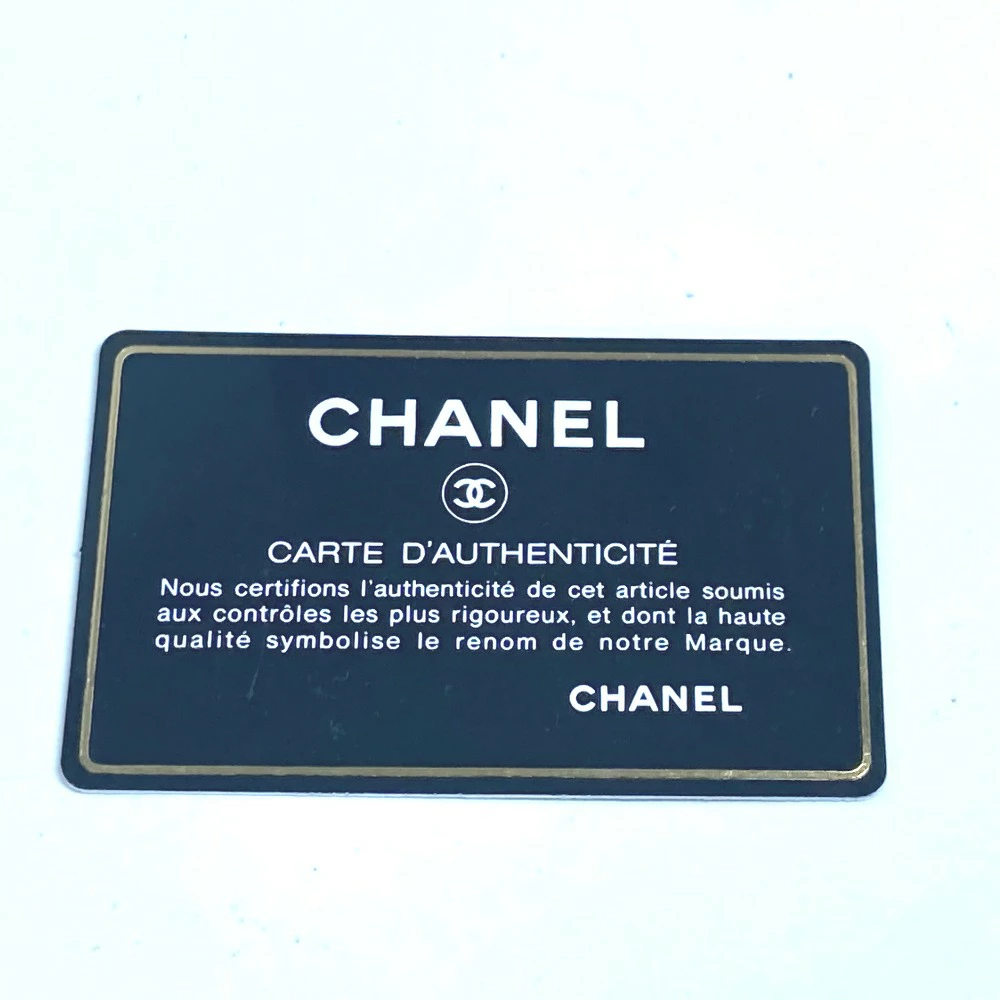 CHANEL
CARTE D'AUTHENTICITÉ
Nous certifions l'authenticité de cet article soumis
aux contrôles les plus rigoureux, et dont la haute
qualité symbolise le renom de notre Marque.
CHANEL